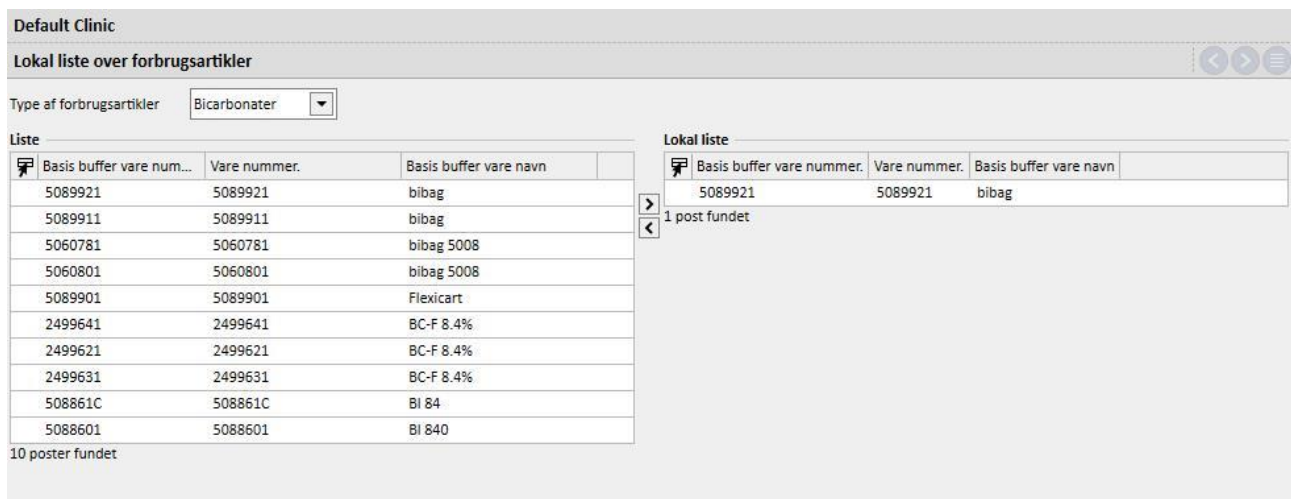 Default Clinic
Lokal liste over forbrugsartikler
Type af forbrugsartikler Bicarbonater
Liste
Basis buffer vare num... Vare nummer. Basis buffer vare navn
5089921 5089921 bibag
5089911 5089911 bibag
5060781 5060781 bibag 5008
5060801 5060801 bibag 5008
5089901 5089901 Flexicart
2499641 2499641 BC-F 8.4%
2499621 2499621 BC-F 8.4%
2499631 2499631 BC-F 8.4%
508861C 508861C BI 84
5088601 5088601 BI 840
10 poster fundet
Lokal liste
Basis buffer vare nummer. Vare nummer. Basis buffer vare navn
5089921 5089921 bibag
1 post fundet